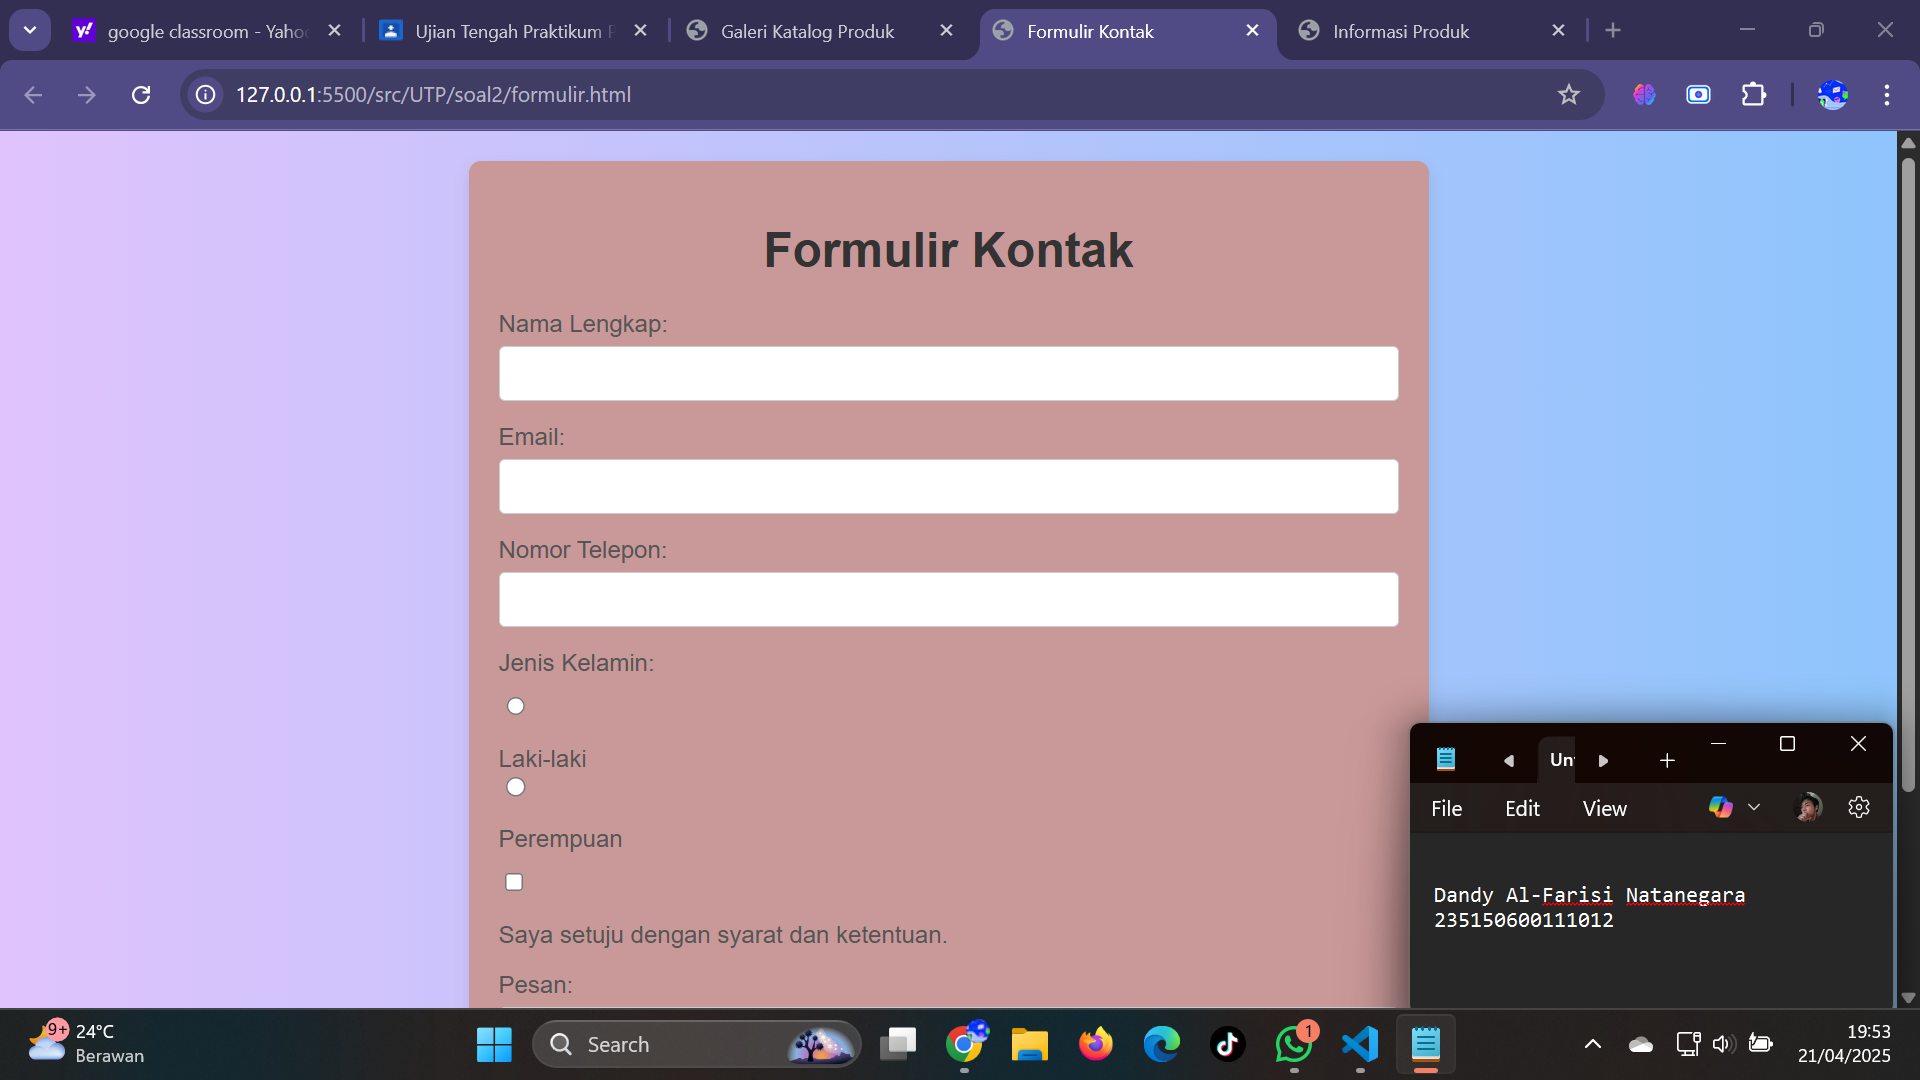 google classroom - Yaho
Ujian Tengah Praktikum P
Galeri Katalog Produk
Formulir Kontak
Informasi Produk
127.0.0.1:5500/src/UTP/soal2/formulir.html
Formulir Kontak
Nama Lengkap:
Email:
Nomor Telepon:
Jenis Kelamin:
Laki-laki
Perempuan
Saya setuju dengan syarat dan ketentuan.
Pesan:
Unt
File Edit View
Dandy Al-Farisi Natanegara
235150600111012
9+
24°C
Berawan
Search
1
19:53
21/04/2025